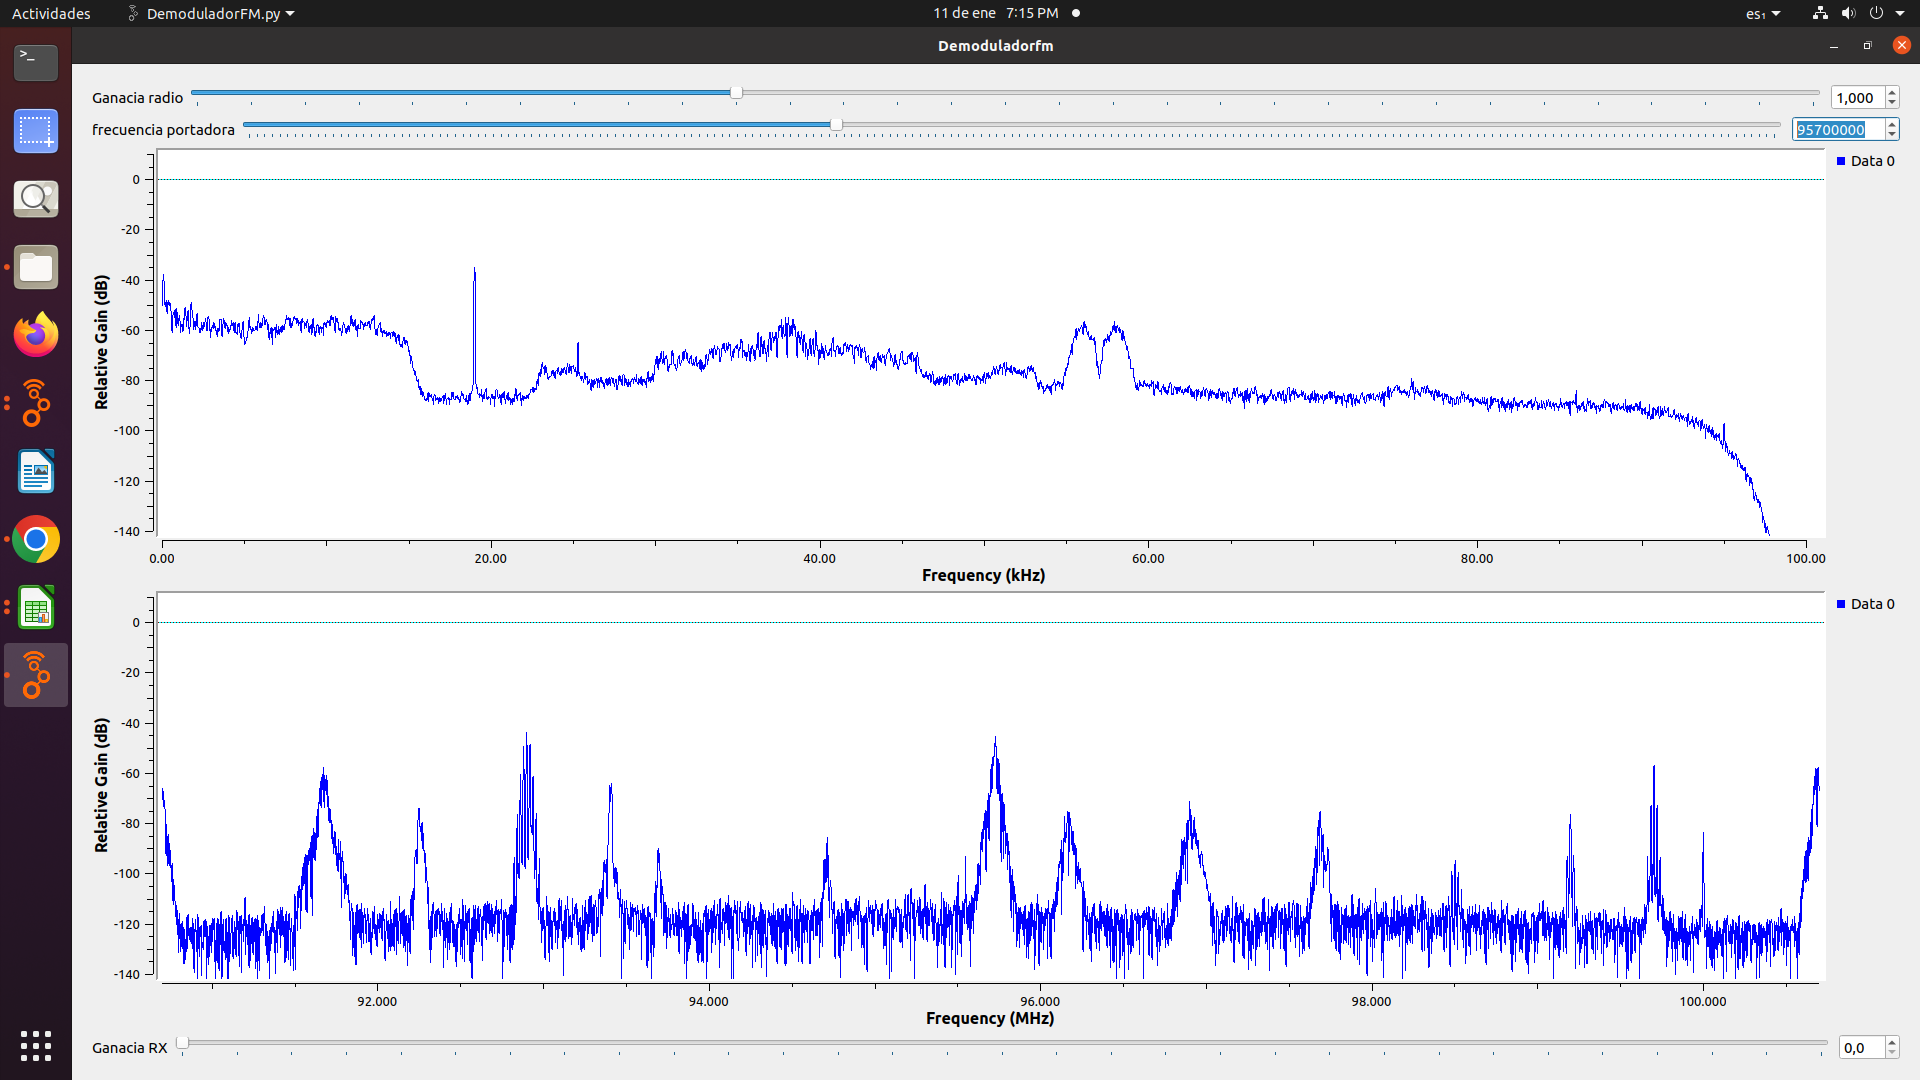 Actividades
DemoduladorFM.py
11 de ene 7:15 PM
es₁
Demoduladorfm
Ganacia radio
1,000
frecuencia portadora
95700000
Data 0
Relative Gain (dB)
0
-20
-40
-60
-80
-100
-120
-140
0.00 20.00 40.00 60.00 80.00 100.00
Frequency (kHz)
Data 0
Relative Gain (dB)
0
-20
-40
-60
-80
-100
-120
-140
92.000 94.000 96.000 98.000 100.000
Frequency (MHz)
Ganacia RX
0,0